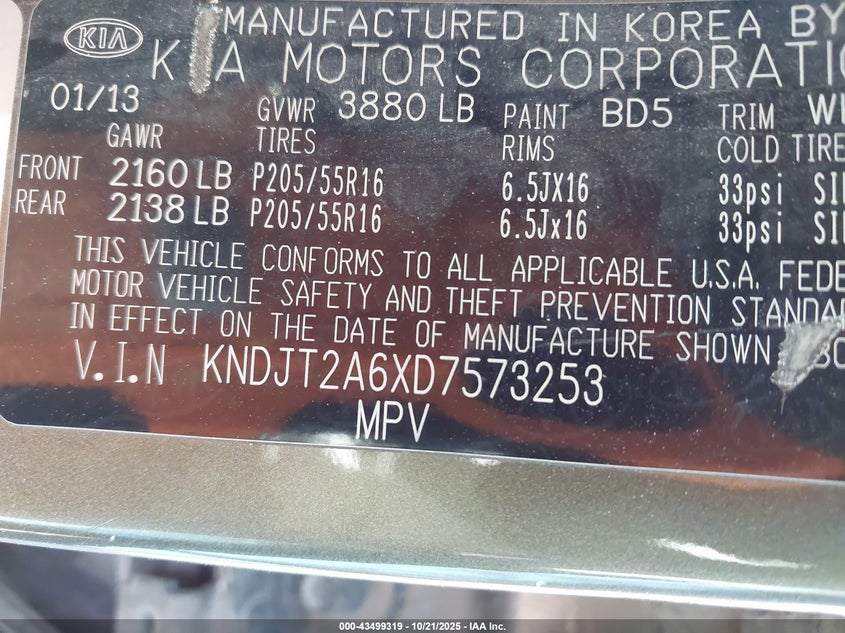 KIA
MANUFACTURED IN KOREA BY
K A MOTORS CORPORATIO
01/13 GVWR 3880 LB PAINT BD5 TRIM
GAWR TIRES RIMS COLD TIRE
FRONT 2160 LB P205/55R16 6.5JX16 33psi
REAR 2138 LB P205/55R16 6.5Jx16 33psi
THIS VEHICLE CONFORMS TO ALL APPLICABLE U.S.A. FEDE
MOTOR VEHICLE SAFETY AND THEFT PREVENTION STANDA
IN EFFECT ON THE DATE OF MANUFACTURE SHOWN ABO
V.I.N KNDJT2A6XD7573253
MPV
000-43499319 - 10/21/2025 - IAA Inc.